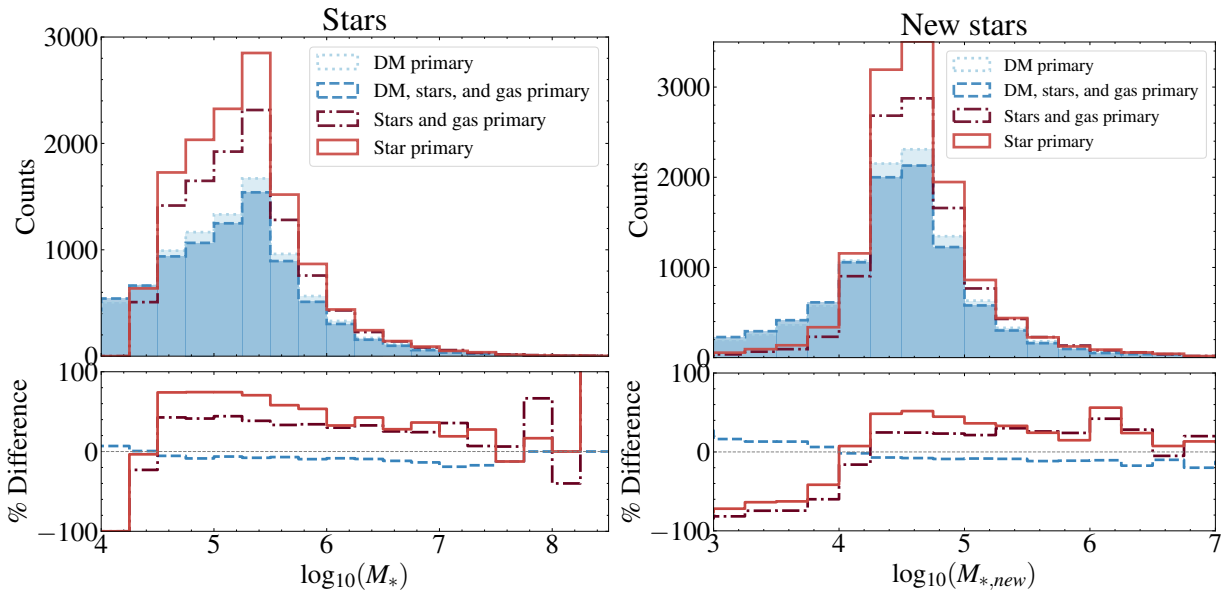 Stars
3000
2000
1000
0
Counts
DM primary
DM, stars, and gas primary
Stars and gas primary
Star primary
100
0
−100
% Difference
4 5 6 7 8
log₁₀(M*)
New stars
3000
2000
1000
0
Counts
DM primary
DM, stars, and gas primary
Stars and gas primary
Star primary
100
0
−100
% Difference
3 4 5 6 7
log₁₀(M*,new)